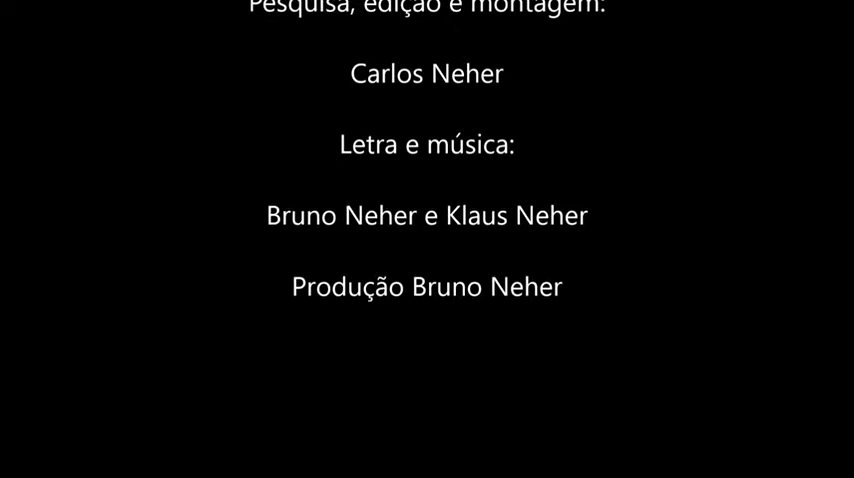 Pesquisa, edição e montagem:
Carlos Neher
Letra e música:
Bruno Neher e Klaus Neher
Produção Bruno Neher